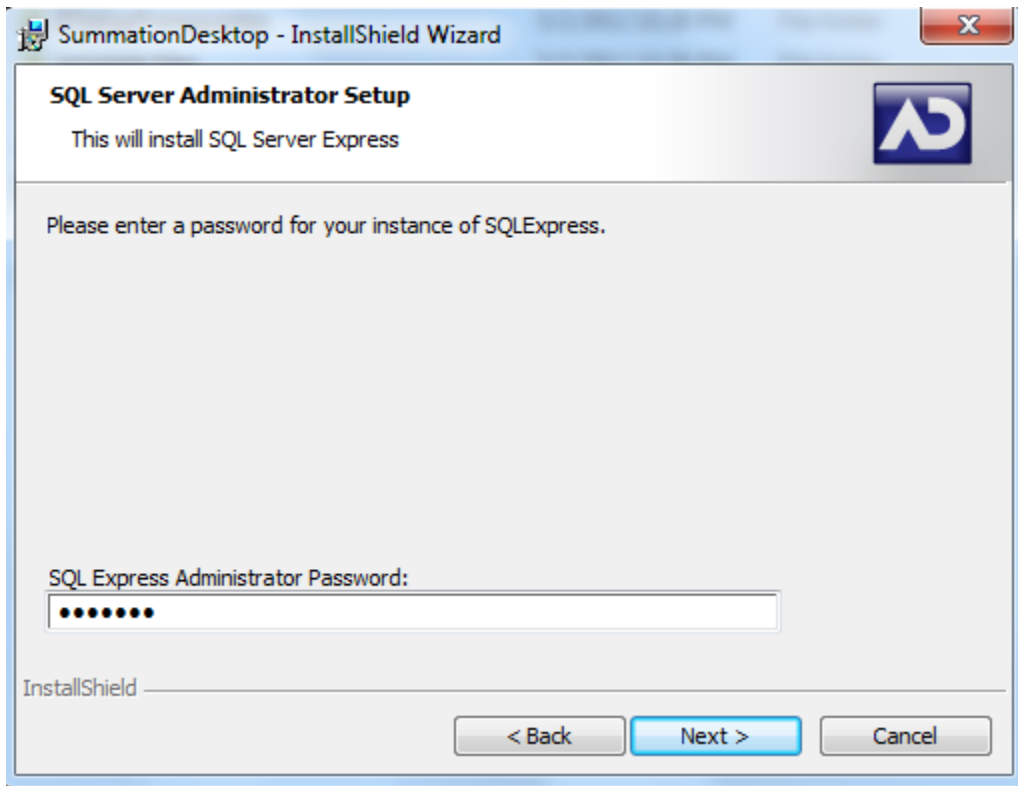 SummationDesktop - InstallShield Wizard
SQL Server Administrator Setup
This will install SQL Server Express
AD
Please enter a password for your instance of SQLExpress.
SQL Express Administrator Password:
•••••••
InstallShield
< Back Next > Cancel